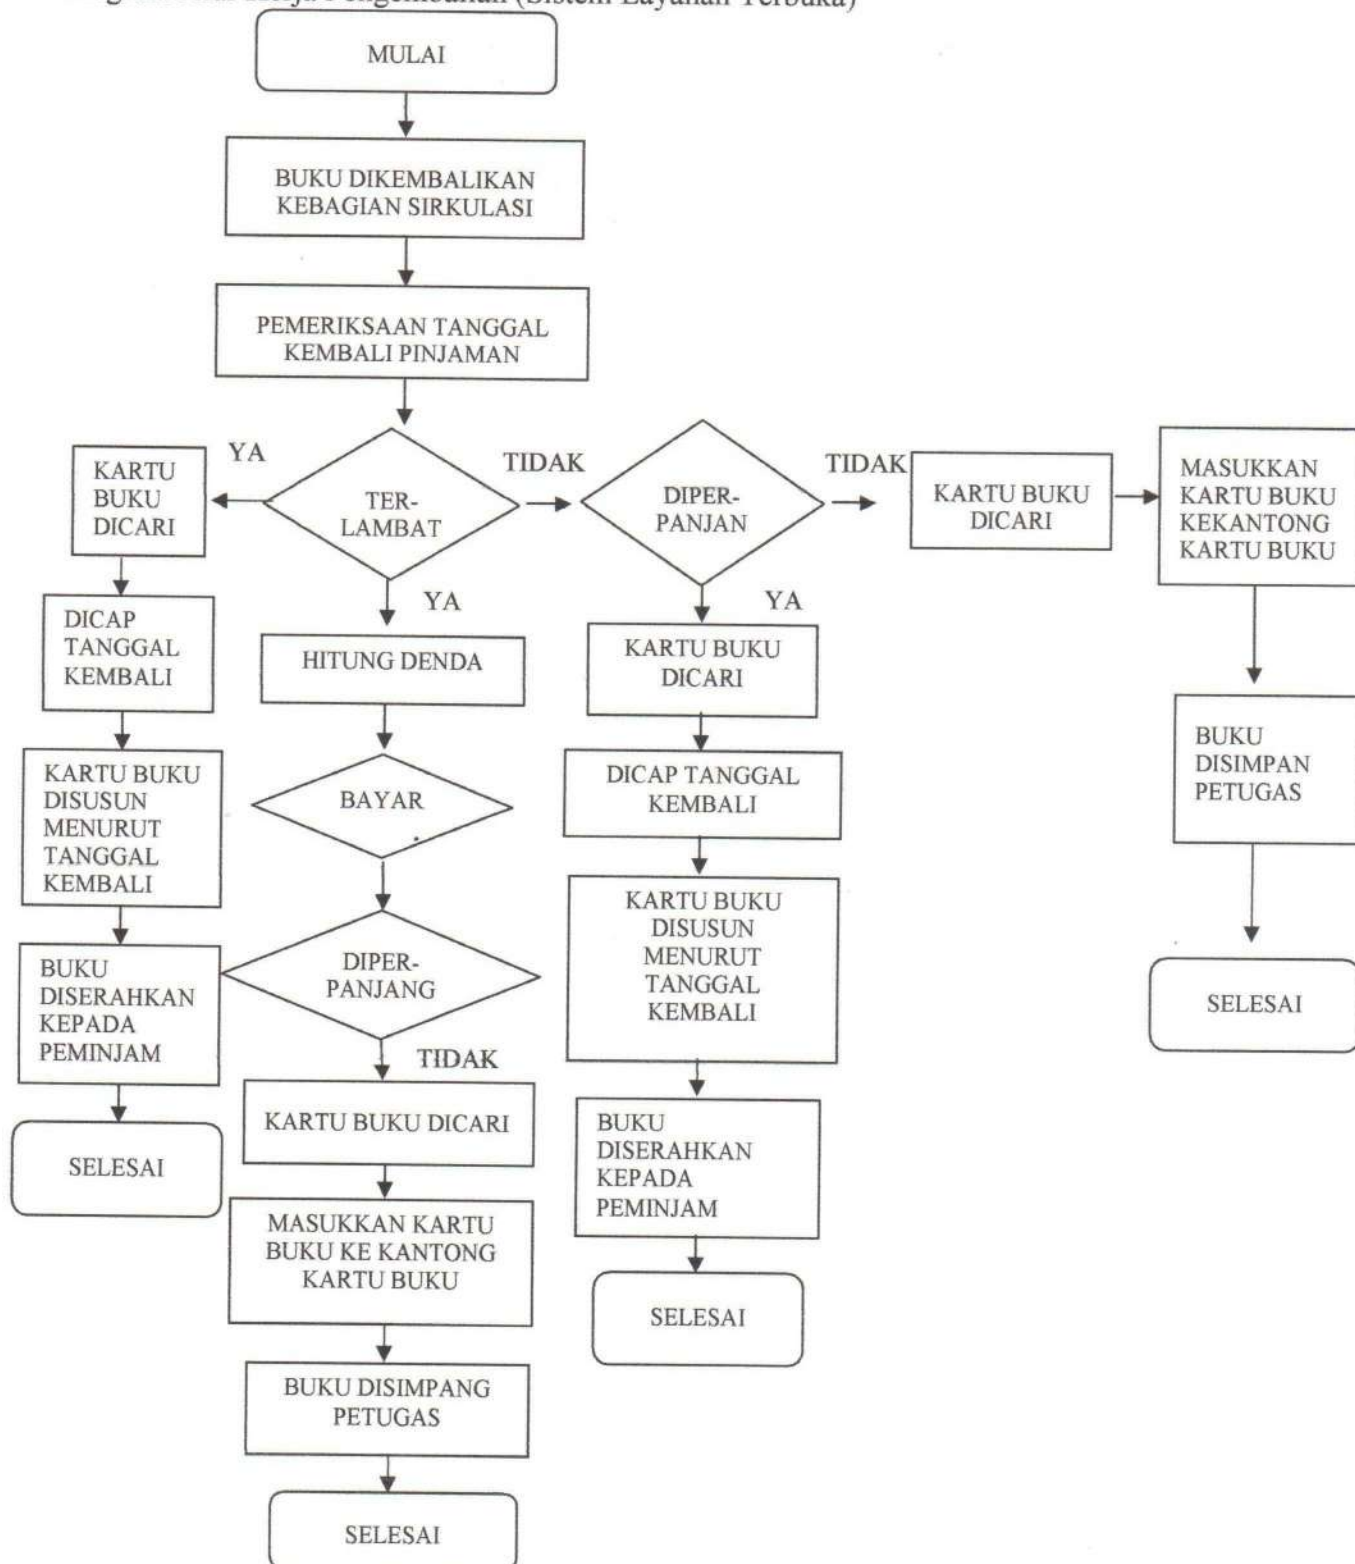 (Sistem Layanan Terbuka)
MULAI
BUKU DIKEMBALIKAN
KEBAGIAN SIRKULASI
PEMERIKSAAN TANGGAL
KEMBALI PINJAMAN
YA
TER-
LAMBAT
TIDAK
DIPER-
PANJAN
TIDAK
KARTU BUKU
DICARI
MASUKKAN
KARTU BUKU
KEKANTONG
KARTU BUKU
BUKU
DISIMPAN
PETUGAS
SELESAI
KARTU
BUKU
DICARI
DICAP
TANGGAL
KEMBALI
KARTU BUKU
DISUSUN
MENURUT
TANGGAL
KEMBALI
BUKU
DISERAHKAN
KEPADA
PEMINJAM
SELESAI
YA
HITUNG DENDA
BAYAR
DIPER-
PANJANG
TIDAK
KARTU BUKU DICARI
MASUKKAN KARTU
BUKU KE KANTONG
KARTU BUKU
BUKU DISIMPANG
PETUGAS
SELESAI
YA
KARTU BUKU
DICARI
DICAP TANGGAL
KEMBALI
KARTU BUKU
DISUSUN
MENURUT
TANGGAL
KEMBALI
BUKU
DISERAHKAN
KEPADA
PEMINJAM
SELESAI